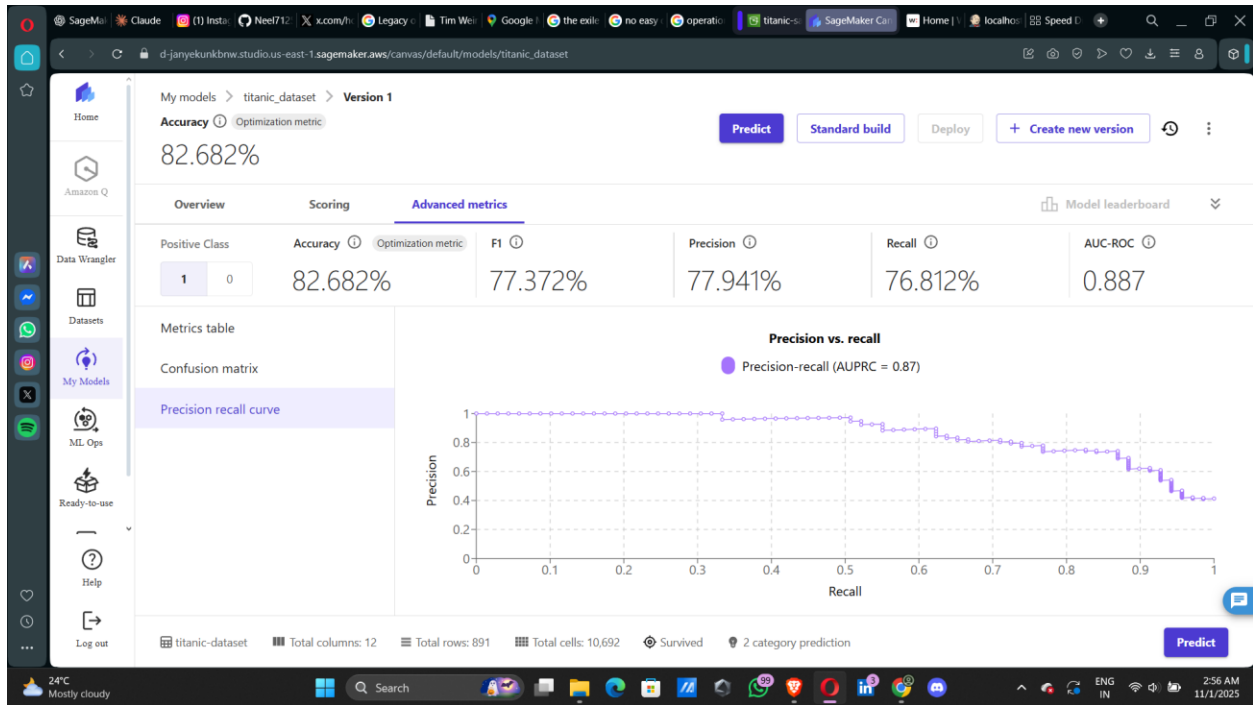 SageMal
Claude
(1) Insta
Neel712
x.com/h
Legacy o
Tim Wei
Google
the exile
no easy
operatio
titanic-s
SageMaker Can
Home | V
localhos
Speed D
d-janyekunkbnw.studio.us-east-1.sagemaker.aws/canvas/default/models/titanic_dataset
Home
Amazon Q
Data Wrangler
Datasets
My Models
ML Ops
Ready-to-use
Help
Log out
My models > titanic_dataset > Version 1
Accuracy Optimization metric
82.682%
Predict
Standard build
Deploy
+ Create new version
Overview
Scoring
Advanced metrics
Model leaderboard
Positive Class
1 0
Accuracy Optimization metric
82.682%
F1
77.372%
Precision
77.941%
Recall
76.812%
AUC-ROC
0.887
Metrics table
Confusion matrix
Precision recall curve
Precision vs. recall
Precision-recall (AUPRC = 0.87)
Precision
1
0.8
0.6
0.4
0.2
0
0 0.1 0.2 0.3 0.4 0.5 0.6 0.7 0.8 0.9 1
Recall
titanic-dataset
Total columns: 12
Total rows: 891
Total cells: 10,692
Survived
2 category prediction
Predict
24°C
Mostly cloudy
Search
99
3
ENG
IN
2:56 AM
11/1/2025